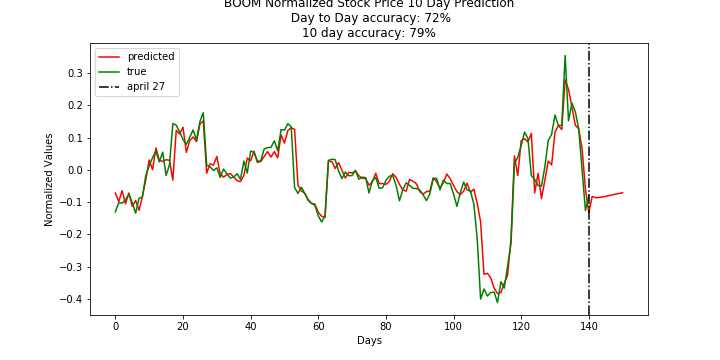 BOOM Normalized Stock Price 10 Day Prediction
Day to Day accuracy: 72%
10 day accuracy: 79%
predicted
true
april 27
Normalized Values
0.3
0.2
0.1
0.0
−0.1
−0.2
−0.3
−0.4
0 20 40 60 80 100 120 140
Days